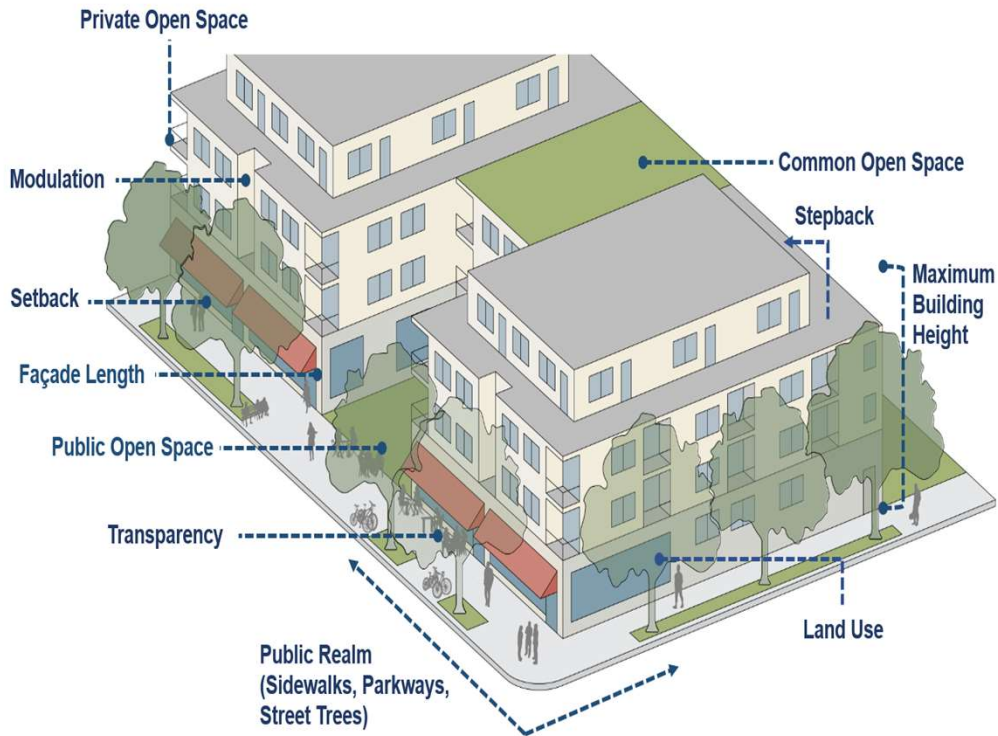 Private Open Space
Modulation
Setback
Façade Length
Public Open Space
Transparency
Public Realm
(Sidewalks, Parkways,
Street Trees)
Common Open Space
Stepback
Maximum
Building
Height
Land Use